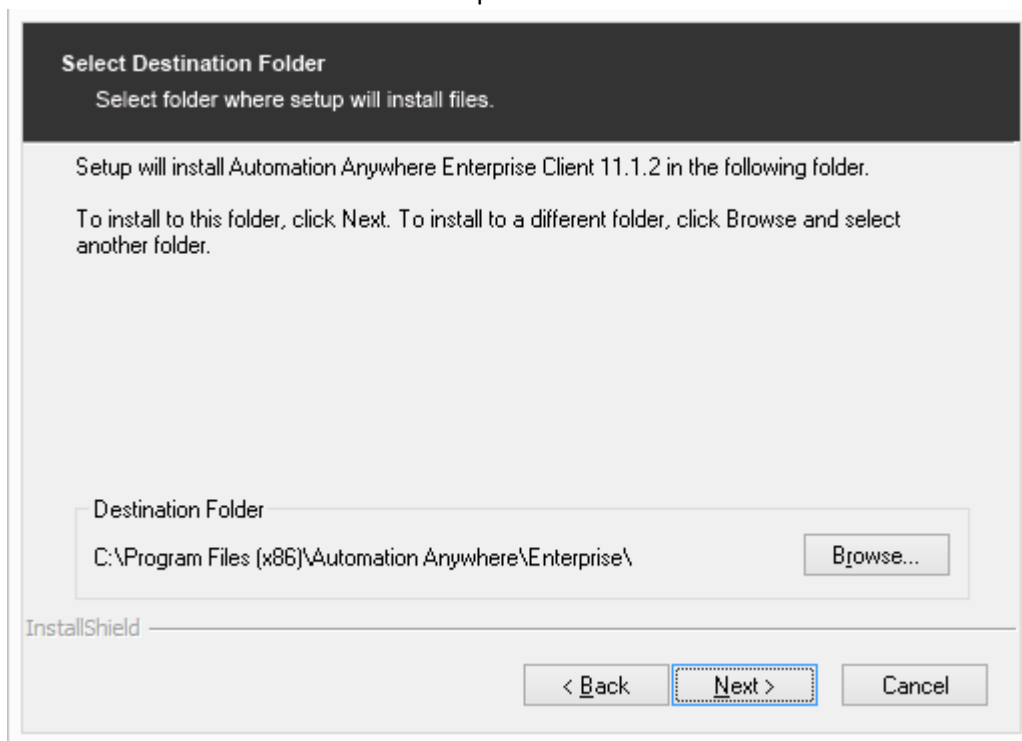 Select Destination Folder
Select folder where setup will install files.
Setup will install Automation Anywhere Enterprise Client 11.1.2 in the following folder.
To install to this folder, click Next. To install to a different folder, click Browse and select
another folder.
Destination Folder
C:\Program Files (x86)\Automation Anywhere\Enterprise\
Browse...
InstallShield
< Back
Next >
Cancel